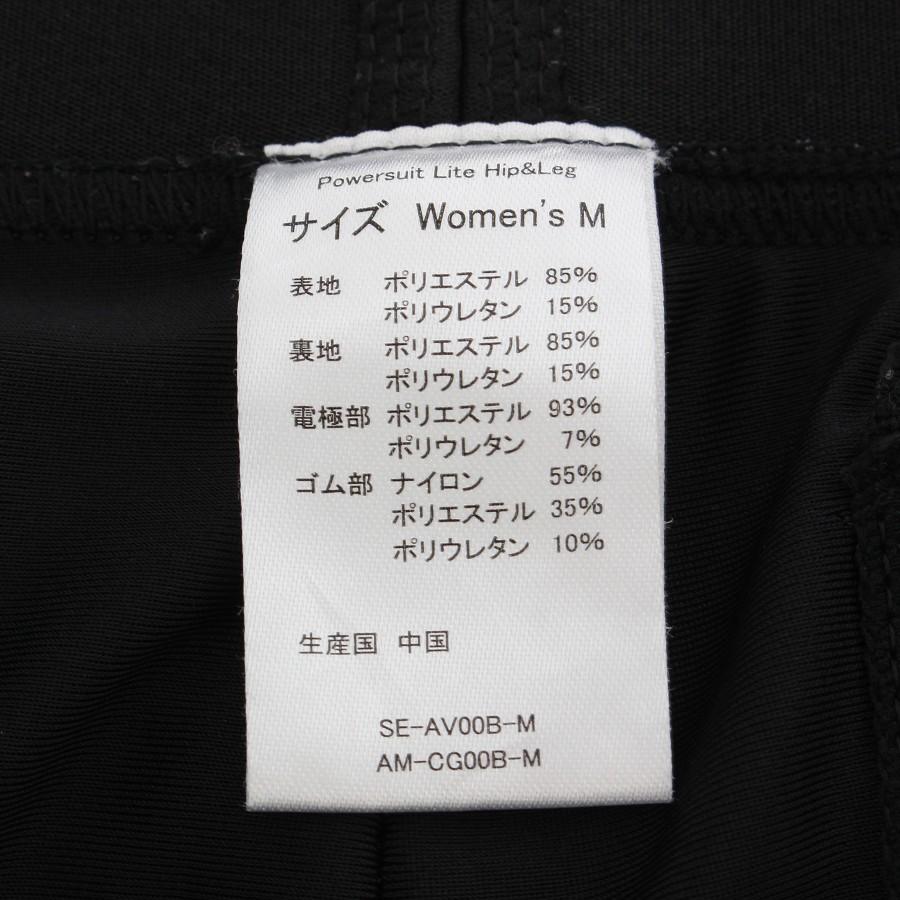 Powersuit Lite Hip&Leg
サイズ Women's M
表地 ポリエステル 85%
ポリウレタン 15%
裏地 ポリエステル 85%
ポリウレタン 15%
電極部 ポリエステル 93%
ポリウレタン 7%
ゴム部 ナイロン 55%
ポリエステル 35%
ポリウレタン 10%
生産国 中国
SE-AV00B-M
AM-CG00B-M